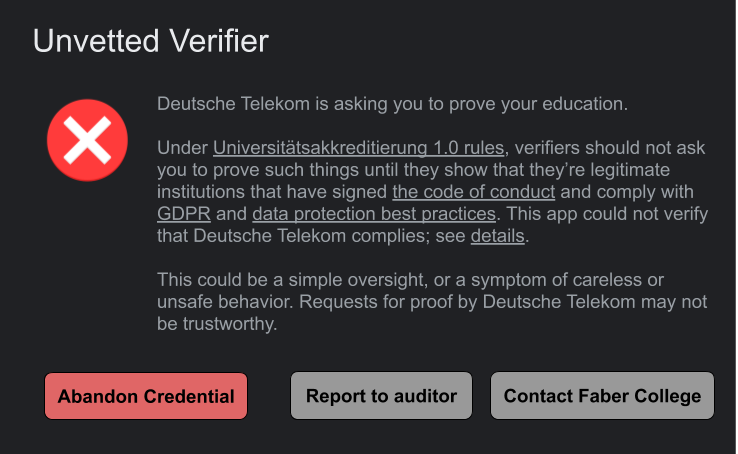 Unvetted Verifier
Deutsche Telekom is asking you to prove your education.
Under Universitätsakkreditierung 1.0 rules, verifiers should not ask
you to prove such things until they show that they’re legitimate
institutions that have signed the code of conduct and comply with
GDPR and data protection best practices. This app could not verify
that Deutsche Telekom complies; see details.
This could be a simple oversight, or a symptom of careless or
unsafe behavior. Requests for proof by Deutsche Telekom may not
be trustworthy.
Abandon Credential
Report to auditor
Contact Faber College